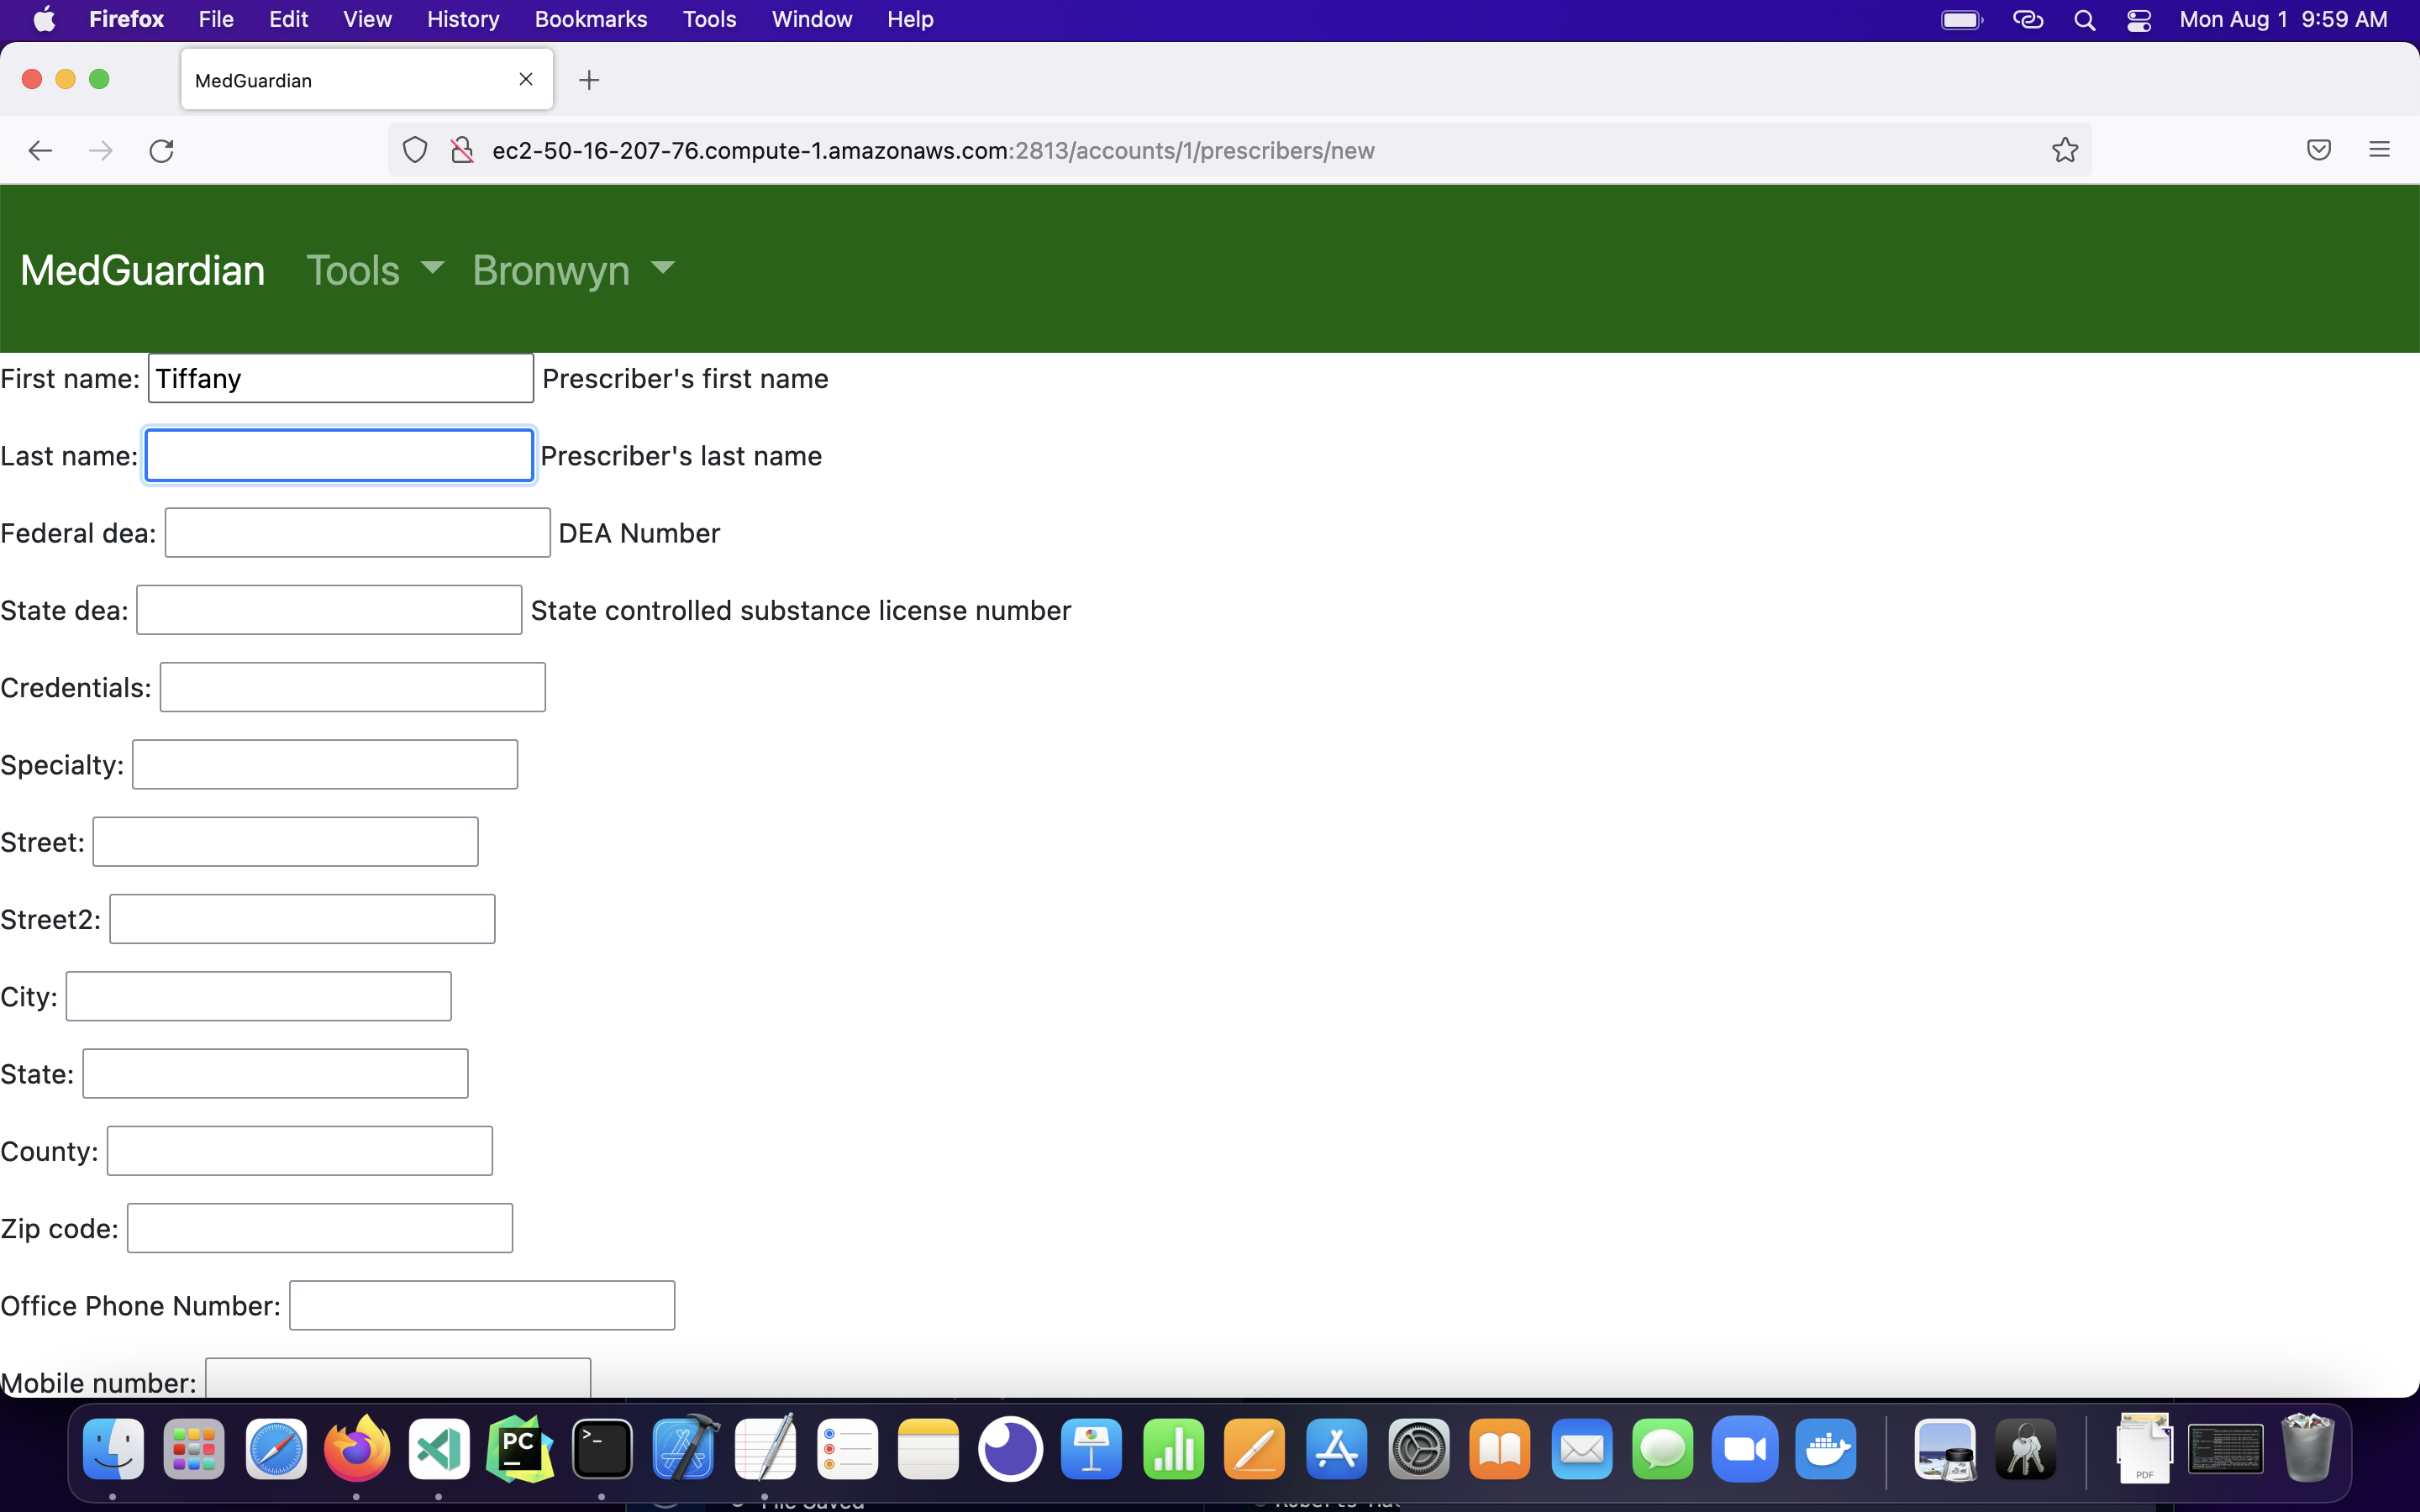 Firefox File Edit View History Bookmarks Tools Window Help Mon Aug 1 9:59 AM
MedGuardian
ec2-50-16-207-76.compute-1.amazonaws.com:2813/accounts/1/prescribers/new
MedGuardian Tools Bronwyn
First name: Tiffany Prescriber's first name
Last name: Prescriber's last name
Federal dea: DEA Number
State dea: State controlled substance license number
Credentials:
Specialty:
Street:
Street2:
City:
State:
County:
Zip code:
Office Phone Number:
Mobile number:
PC
PDF